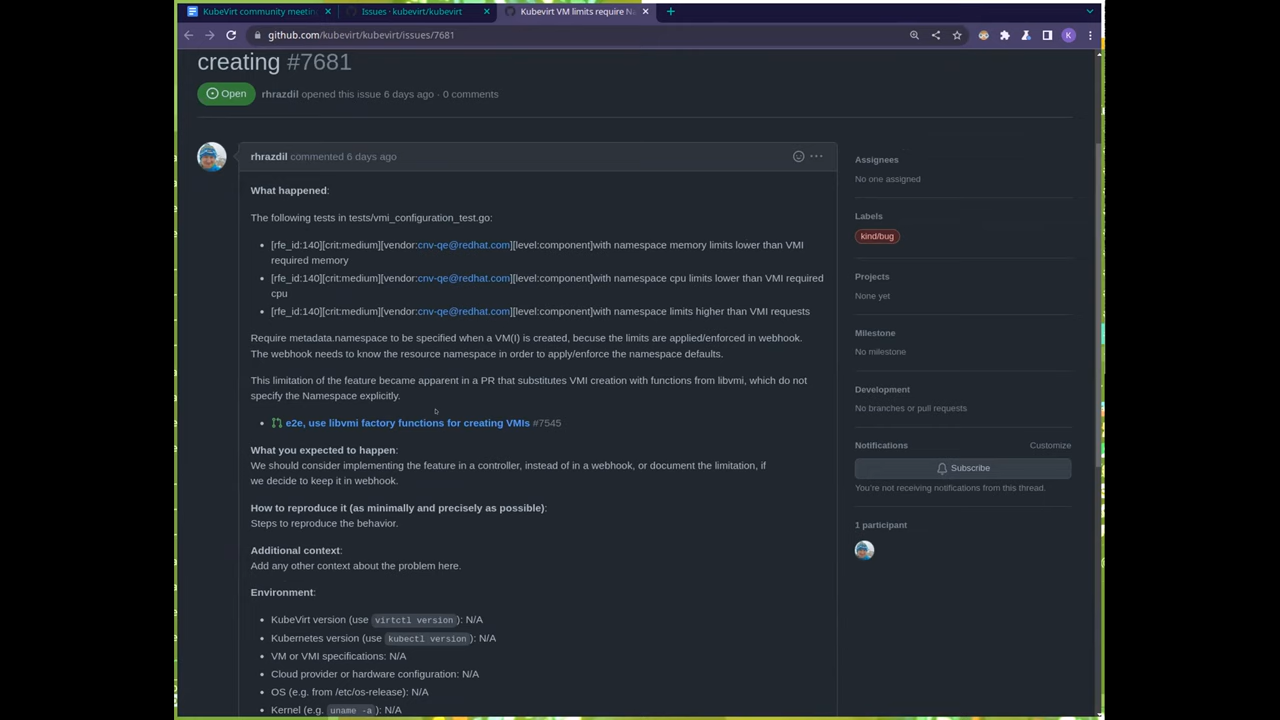 KubeVirt community meetin
Issues · kubevirt/kubevirt
Kubevirt VM limits require N
github.com/kubevirt/kubevirt/issues/7681
K
creating #7681
Open
rhrazdil opened this issue 6 days ago · 0 comments
rhrazdil commented 6 days ago
What happened:
The following tests in tests/vmi_configuration_test.go:
[rfe_id:140][crit:medium][vendor:cnv-qe@redhat.com][level:component]with namespace memory limits lower than VMI
required memory
[rfe_id:140][crit:medium][vendor:cnv-qe@redhat.com][level:component]with namespace cpu limits lower than VMI required
cpu
[rfe_id:140][crit:medium][vendor:cnv-qe@redhat.com][level:component]with namespace limits higher than VMI requests
Require metadata.namespace to be specified when a VM(I) is created, becuse the limits are applied/enforced in webhook.
The webhook needs to know the resource namespace in order to apply/enforce the namespace defaults.
This limitation of the feature became apparent in a PR that substitutes VMI creation with functions from libvmi, which do not
specify the Namespace explicitly.
e2e, use libvmi factory functions for creating VMIs #7545
What you expected to happen:
We should consider implementing the feature in a controller, instead of in a webhook, or document the limitation, if
we decide to keep it in webhook.
How to reproduce it (as minimally and precisely as possible):
Steps to reproduce the behavior.
Additional context:
Add any other context about the problem here.
Environment:
KubeVirt version (use virtctl version): N/A
Kubernetes version (use kubectl version): N/A
VM or VMI specifications: N/A
Cloud provider or hardware configuration: N/A
OS (e.g. from /etc/os-release): N/A
Kernel (e.g. uname -a): N/A
Assignees
No one assigned
Labels
kind/bug
Projects
None yet
Milestone
No milestone
Development
No branches or pull requests
Notifications
Customize
Subscribe
You're not receiving notifications from this thread.
1 participant